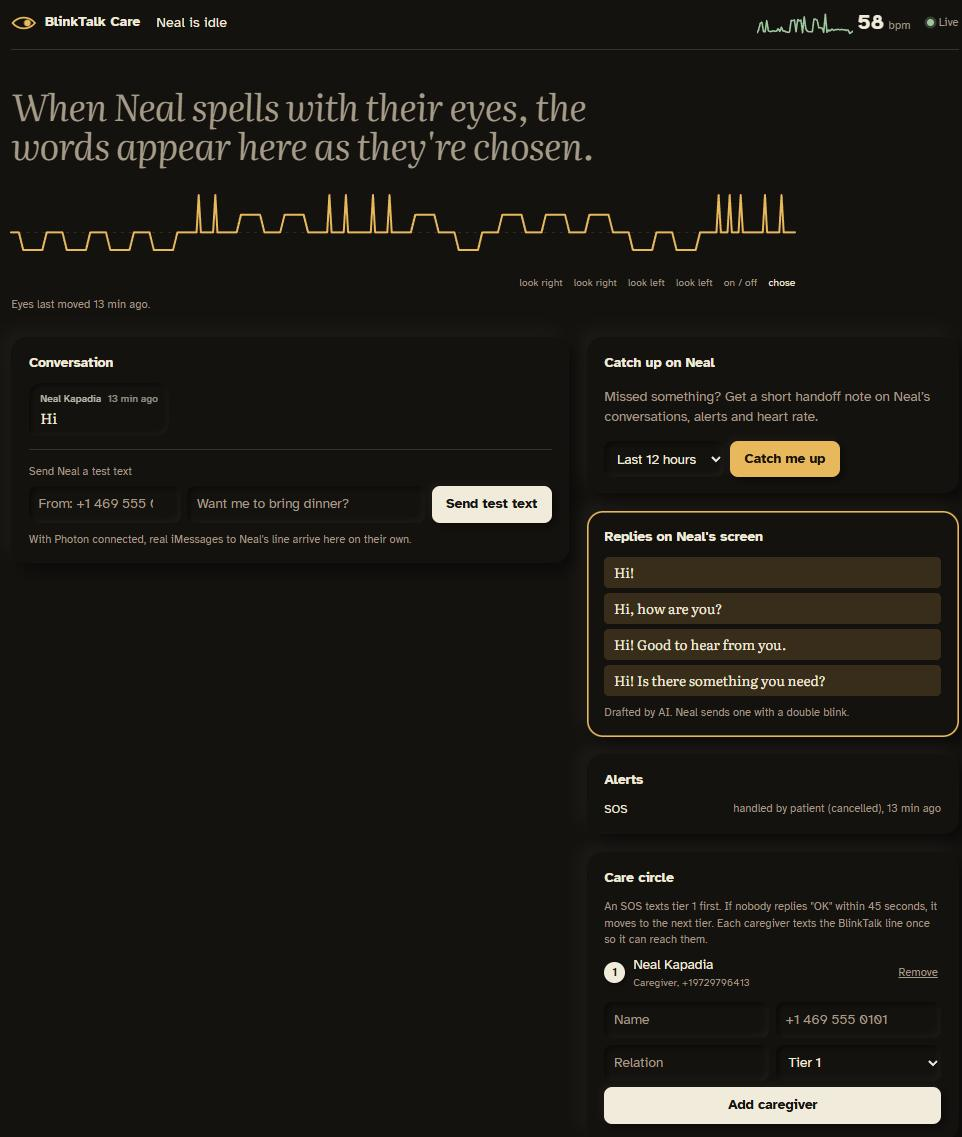 BlinkTalk Care Neal is idle 58 bpm Live
When Neal spells with their eyes, the
words appear here as they're chosen.
look right look right look left look left on / off chose
Eyes last moved 13 min ago.
Conversation
Neal Kapadia 13 min ago
Hi
Send Neal a test text
From: +1 469 555 ( Want me to bring dinner? Send test text
With Photon connected, real iMessages to Neal's line arrive here on their own.
Catch up on Neal
Missed something? Get a short handoff note on Neal's
conversations, alerts and heart rate.
Last 12 hours Catch me up
Replies on Neal's screen
Hi!
Hi, how are you?
Hi! Good to hear from you.
Hi! Is there something you need?
Drafted by AI. Neal sends one with a double blink.
Alerts
SOS handled by patient (cancelled), 13 min ago
Care circle
An SOS texts tier 1 first. If nobody replies "OK" within 45 seconds, it
moves to the next tier. Each caregiver texts the BlinkTalk line once
so it can reach them.
1 Neal Kapadia Remove
Caregiver, +19729796413
Name +1 469 555 0101
Relation Tier 1
Add caregiver